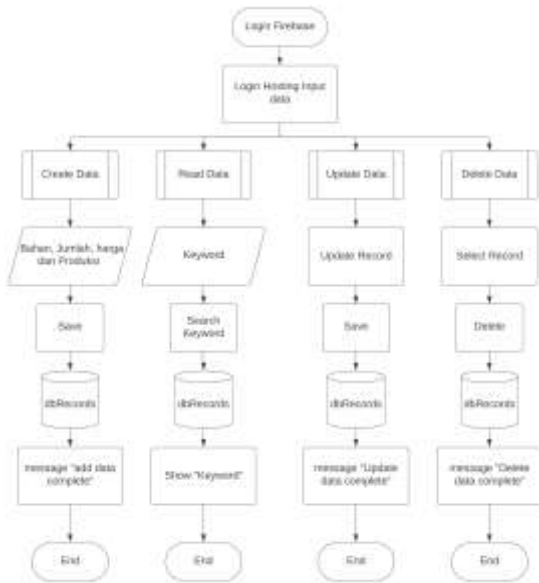 Login Firebase
Login Hosting Input
data
Create Data
Read Data
Update Data
Delete Data
Bahan, Jumlah, harga
dan Produksi
Keyword
Update Record
Select Record
Save
Search
Keyword
Save
Delete
dbRecords
dbRecords
dbRecords
dbRecords
message "add data
complete"
Show "Keyword"
message "Update
data complete"
message "Delete
data complete"
End
End
End
End